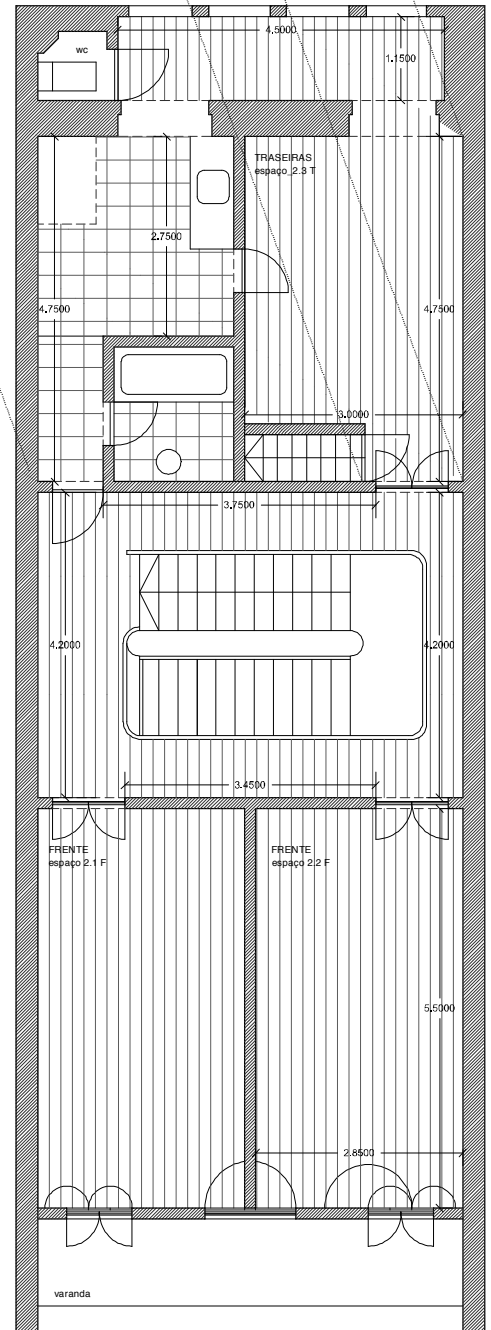 4.5000
wc
1.1500
TRASEIRAS
espaço_2.3 T
2.7500
4.7500
4.7500
3.0000
3.7500
4.2000
4.2000
3.4500
FRENTE
espaço 2.1 F
FRENTE
espaço 2.2 F
5.5000
2.8500
varanda